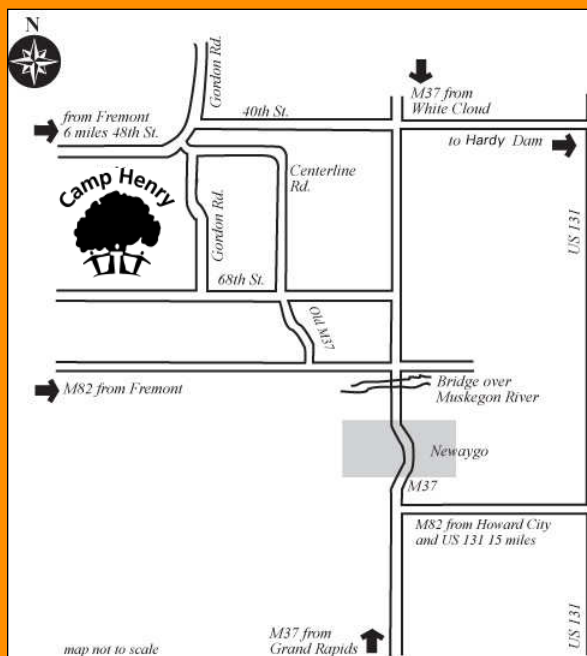 N
Gordon Rd.
M37 from
White Cloud
from Fremont
6 miles 48th St.
40th St.
to Hardy Dam
Camp Henry
Centerline
Rd.
Gordon Rd.
US 131
68th St.
Old M37
M82 from Fremont
Bridge over
Muskegon River
Newaygo
M37
M82 from Howard City
and US 131 15 miles
US 131
M37 from
Grand Rapids
map not to scale